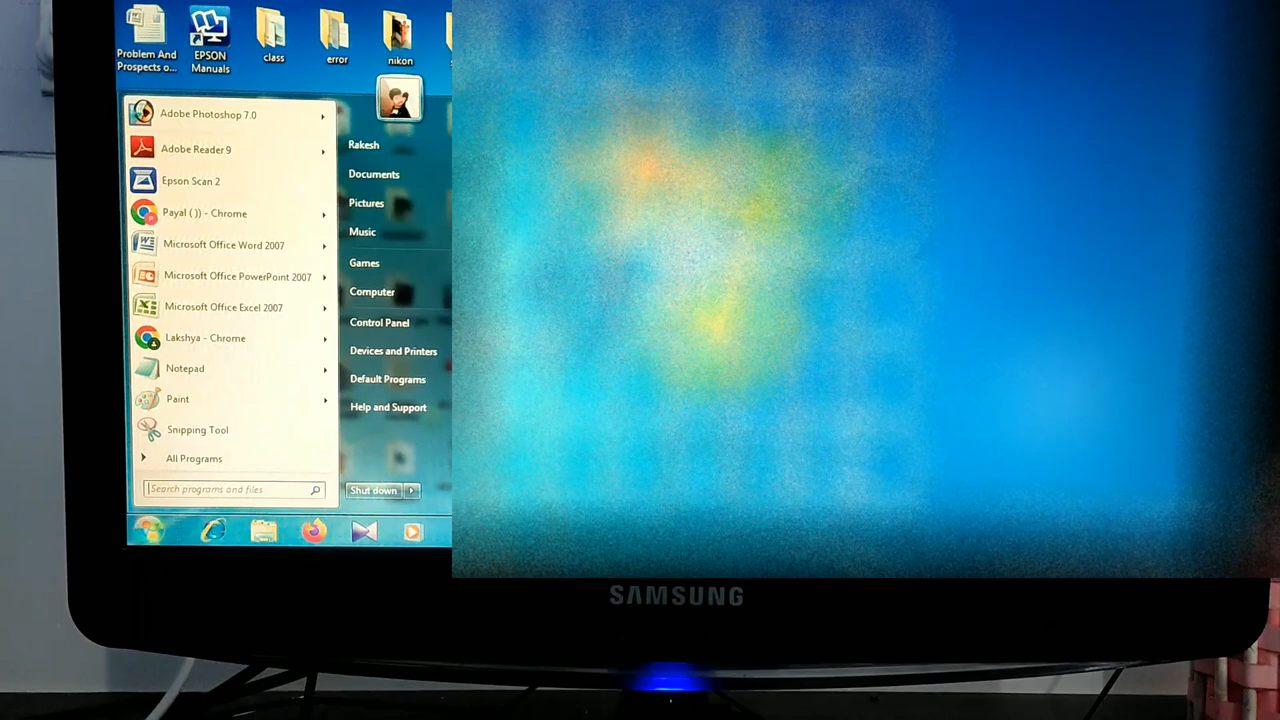 Problem And
Prospects o...
EPSON
Manuals
class
error
nikon
Adobe Photoshop 7.0
Adobe Reader 9
Epson Scan 2
Payal ( )) - Chrome
Microsoft Office Word 2007
Microsoft Office PowerPoint 2007
Microsoft Office Excel 2007
Lakshya - Chrome
Notepad
Paint
Snipping Tool
All Programs
Search programs and files
Rakesh
Documents
Pictures
Music
Games
Computer
Control Panel
Devices and Printers
Default Programs
Help and Support
Shut down
SAMSUNG